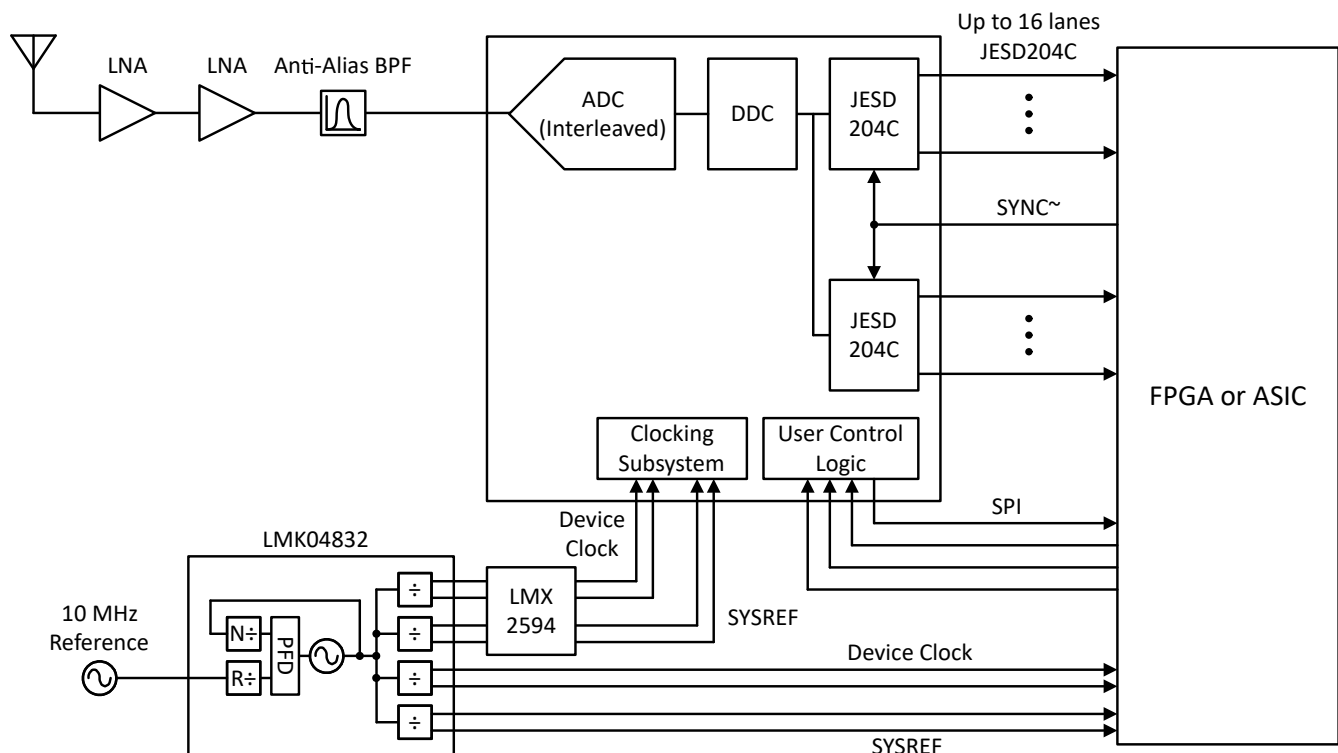 Up to 16 lanes
JESD204C
LNA
LNA
Anti-Alias BPF
ADC
(Interleaved)
DDC
JESD
204C
SYNC~
JESD
204C
FPGA or ASIC
Clocking
Subsystem
User Control
Logic
SPI
Device
Clock
LMK04832
10 MHz
Reference
N÷
R÷
PFD
÷
÷
÷
÷
LMX
2594
SYSREF
Device Clock
SYSREF